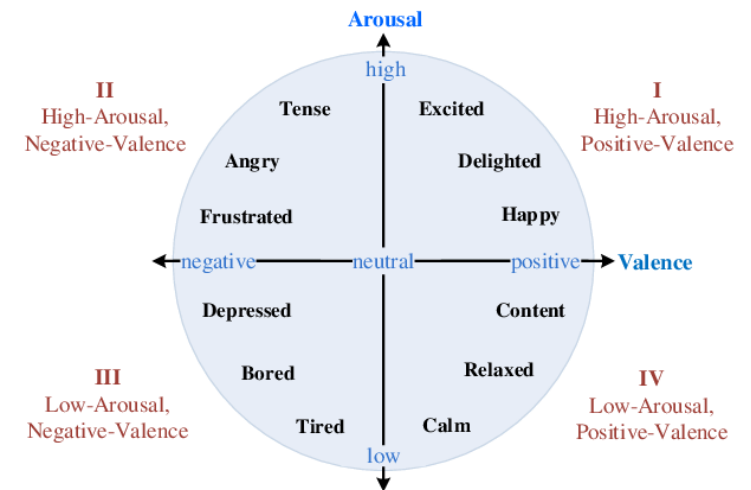 Arousal
high
II
High-Arousal,
Negative-Valence
I
High-Arousal,
Positive-Valence
Tense
Excited
Angry
Delighted
Frustrated
Happy
negative
neutral
positive
Valence
Depressed
Content
Bored
Relaxed
III
Low-Arousal,
Negative-Valence
IV
Low-Arousal,
Positive-Valence
Tired
Calm
low